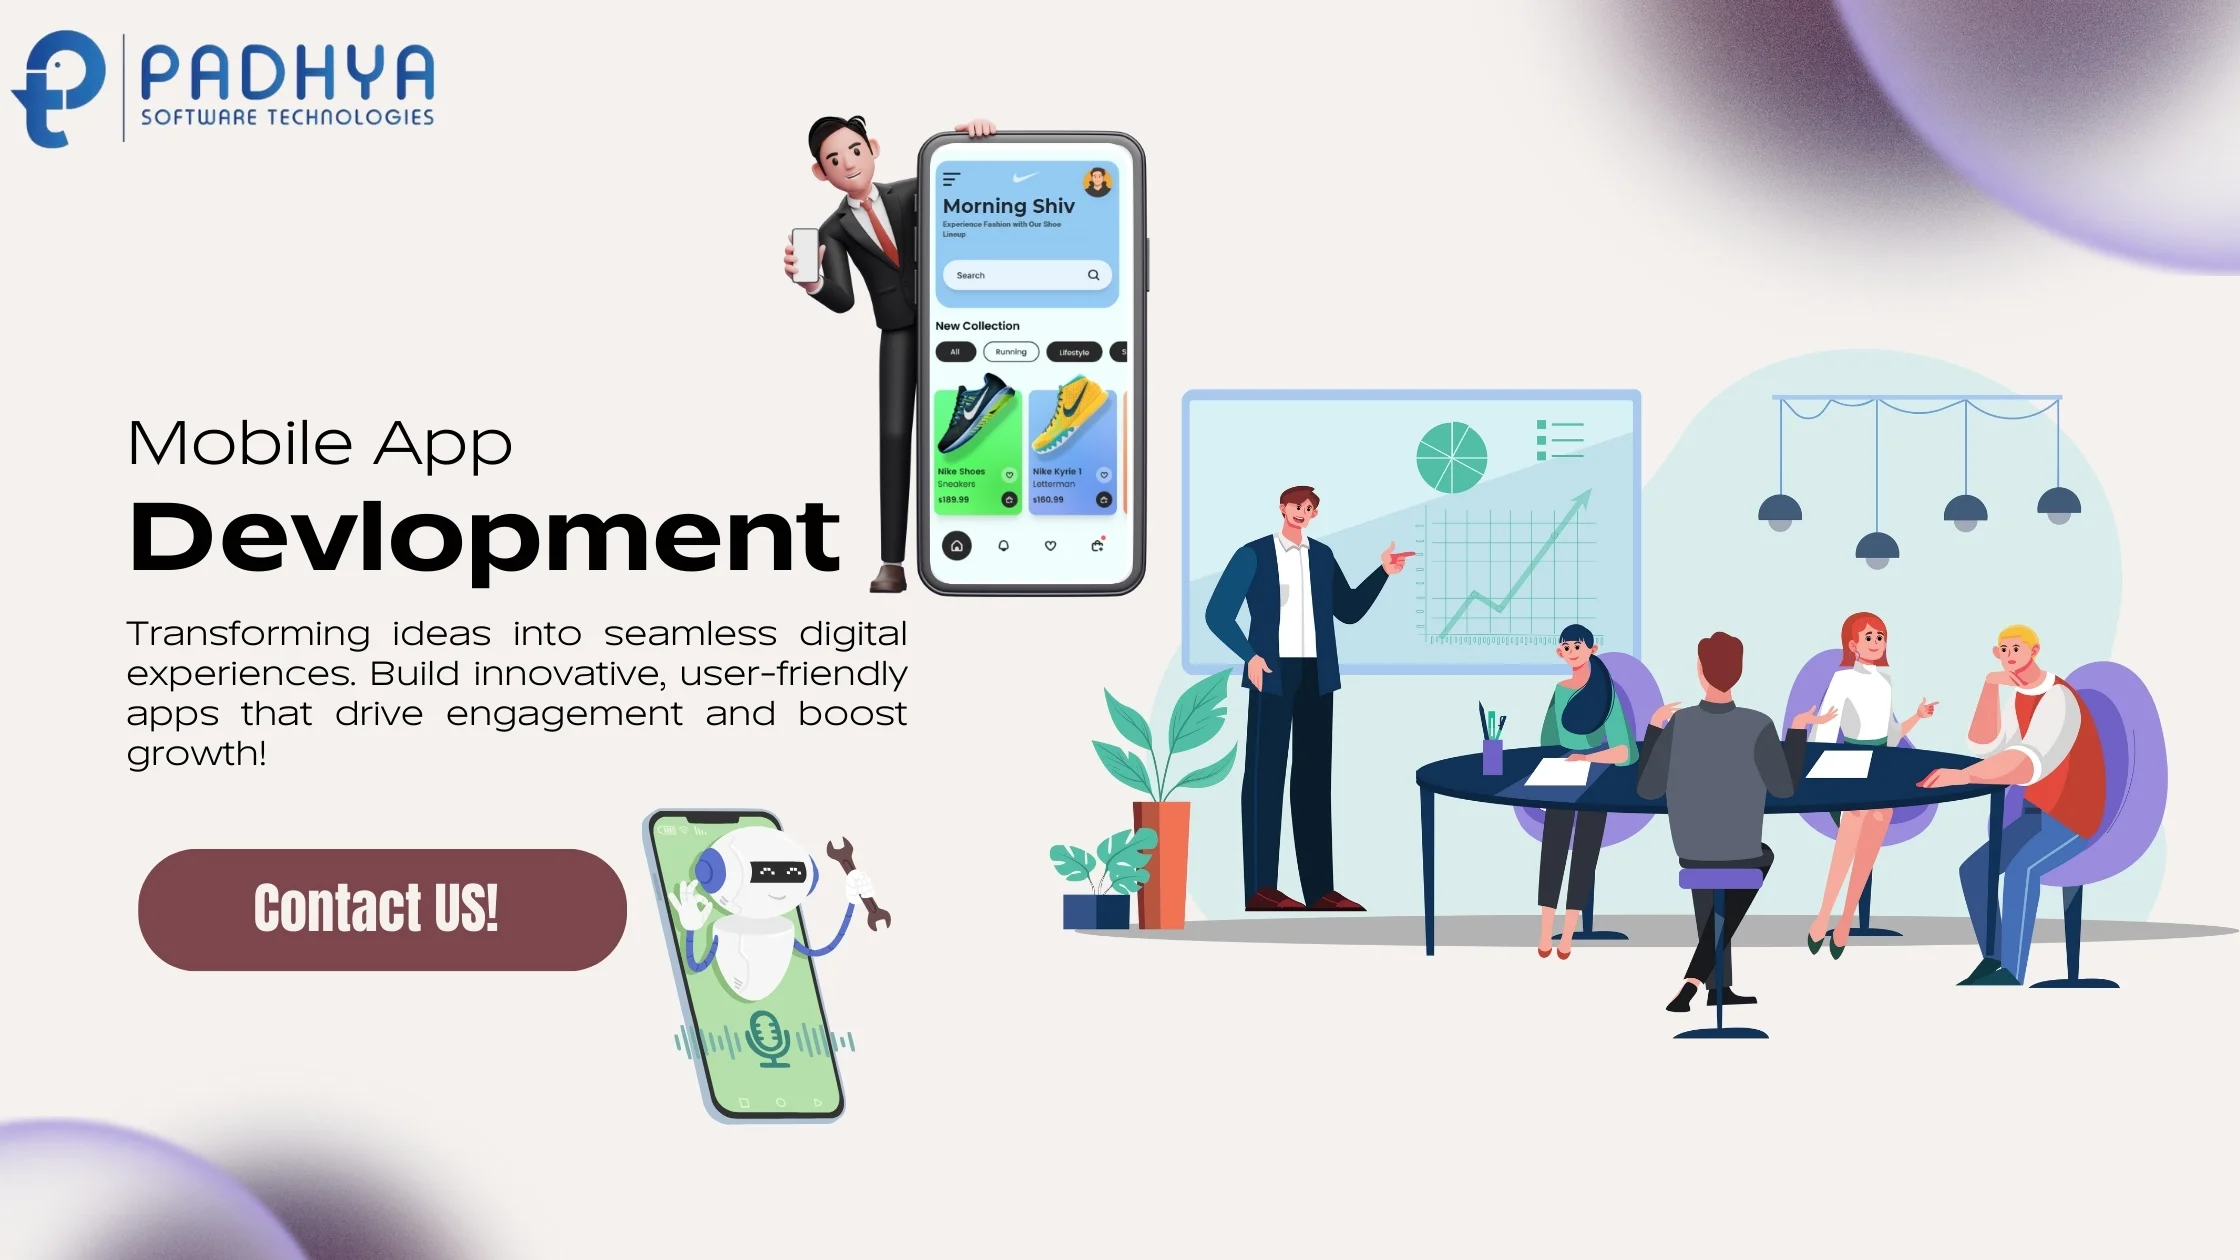 PADHYA
SOFTWARE TECHNOLOGIES
Morning Shiv
Experience Fashion with Our Shoe
Lineup
Search
New Collection
All Running Lifestyle S
Nike Shoes
Sneakers
$189.99
Nike Kyrie 1
Letterman
$160.99
Mobile App
Devlopment
Transforming ideas into seamless digital
experiences. Build innovative, user-friendly
apps that drive engagement and boost
growth!
Contact US!